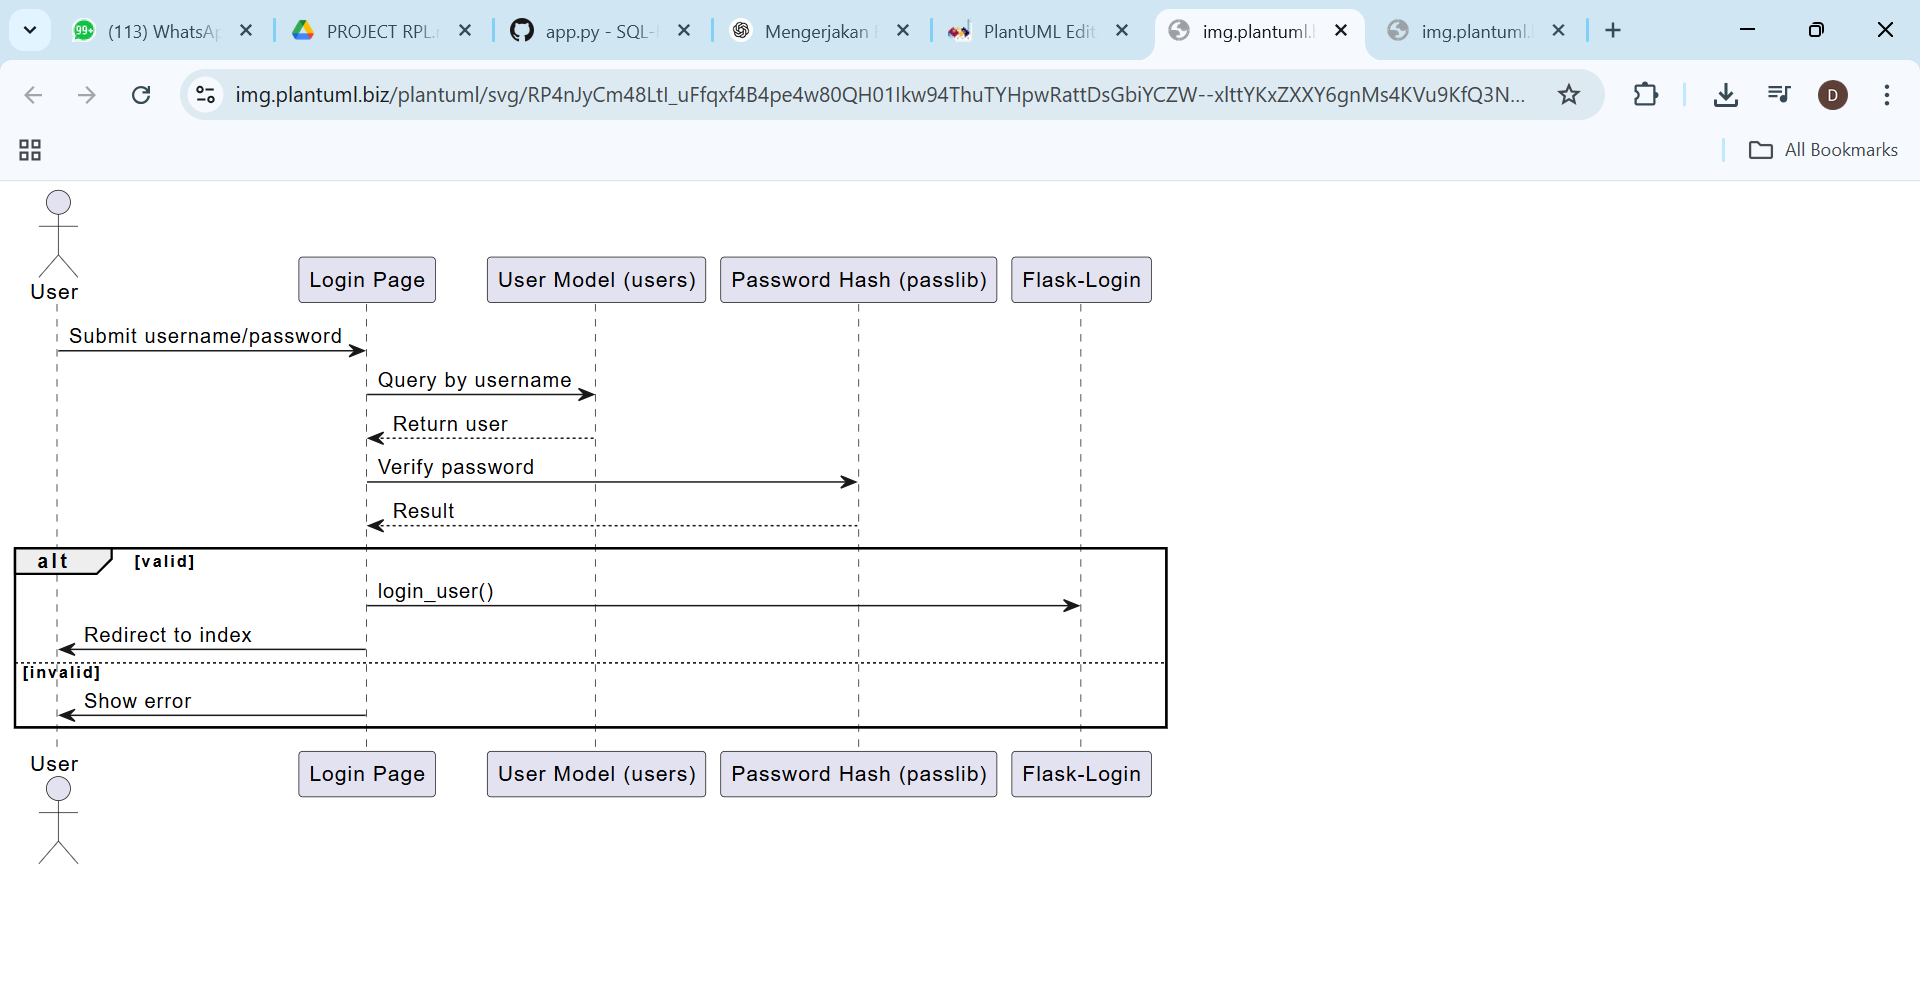 99+
(113) WhatsAp
PROJECT RPL.r
app.py - SQL-
Mengerjakan
PlantUML Edit
img.plantuml.
img.plantuml.
img.plantuml.biz/plantuml/svg/RP4nJyCm48LtI_uFfqxf4B4pe4w80QH01Ikw94ThuTYHpwRattDsGbiYCZW--xlttYKxZXXY6gnMs4KVu9KfQ3N...
D
All Bookmarks
User
Login Page
User Model (users)
Password Hash (passlib)
Flask-Login
Submit username/password
Query by username
Return user
Verify password
Result
alt
[valid]
login_user()
Redirect to index
[invalid]
Show error
User
Login Page
User Model (users)
Password Hash (passlib)
Flask-Login